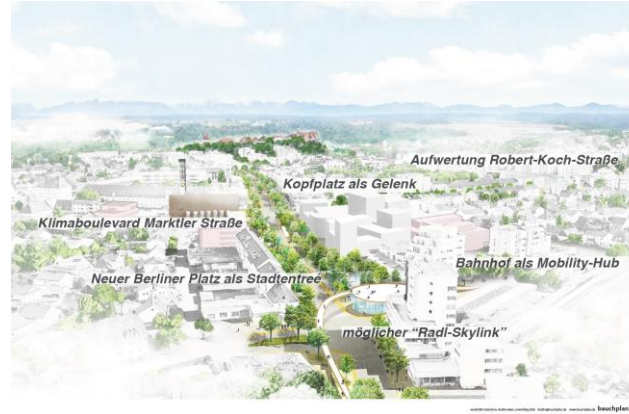 Aufwertung Robert-Koch-Straße
Kopfplatz als Gelenk
Klimaboulevard Marktler Straße
Bahnhof als Mobility-Hub
Neuer Berliner Platz als Stadtentreé
möglicher "Radl-Skylink"
bauchplan